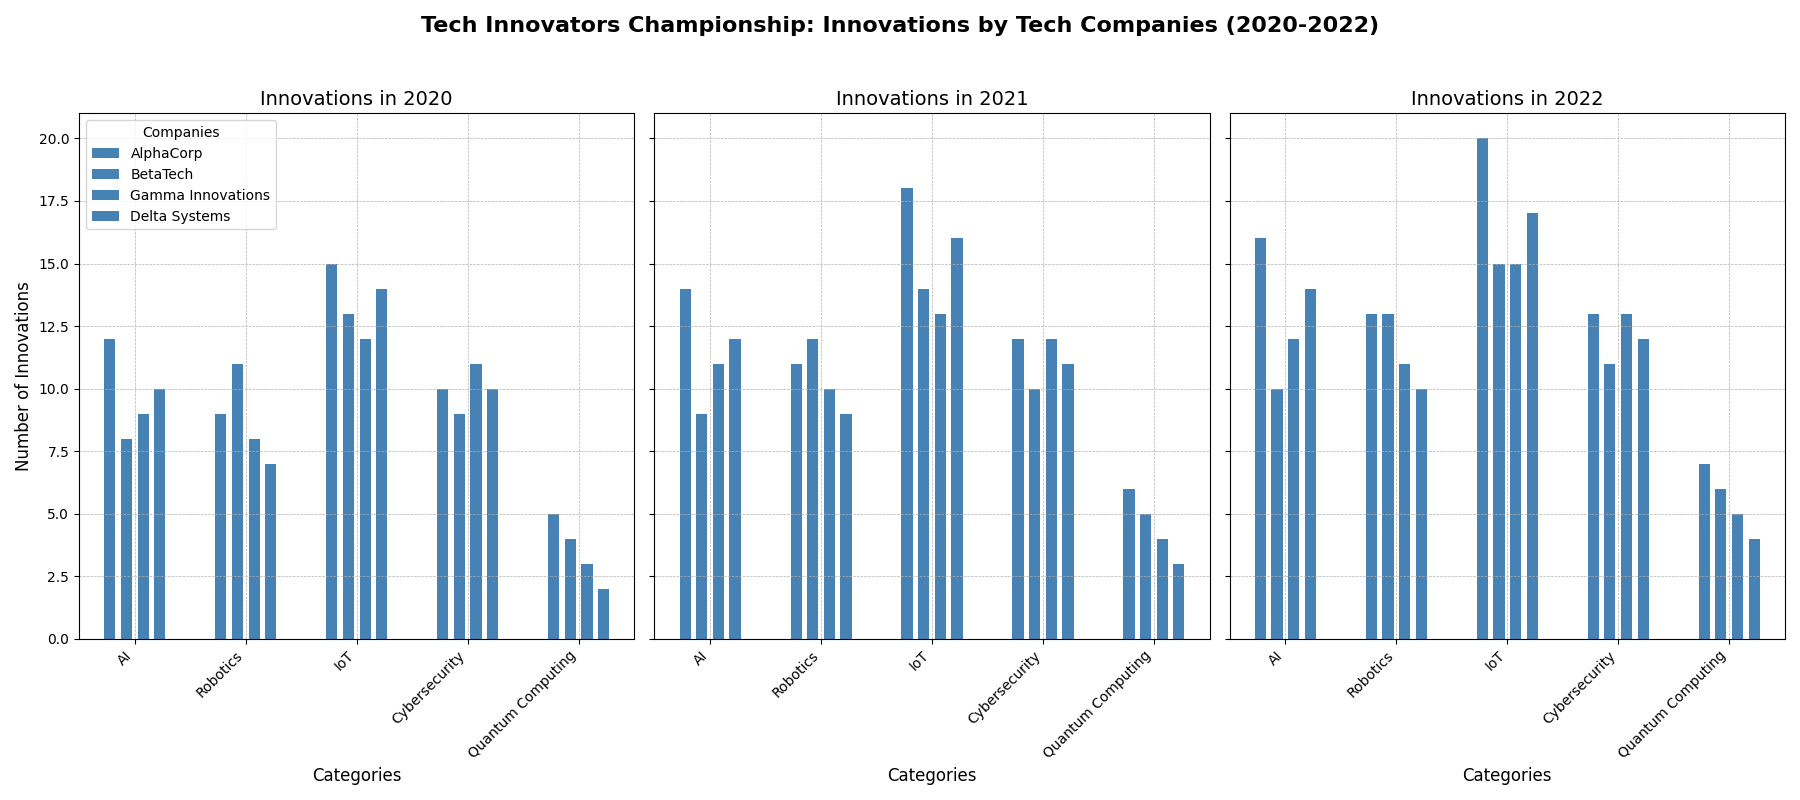 Tech Innovators Championship: Innovations by Tech Companies (2020-2022)
Innovations in 2020
Innovations in 2021
Innovations in 2022
Companies
AlphaCorp
BetaTech
Gamma Innovations
Delta Systems
Number of Innovations
20.0
17.5
15.0
12.5
10.0
7.5
5.0
2.5
0.0
AI
Robotics
IoT
Cybersecurity
Quantum Computing
AI
Robotics
IoT
Cybersecurity
Quantum Computing
AI
Robotics
IoT
Cybersecurity
Quantum Computing
Categories
Categories
Categories